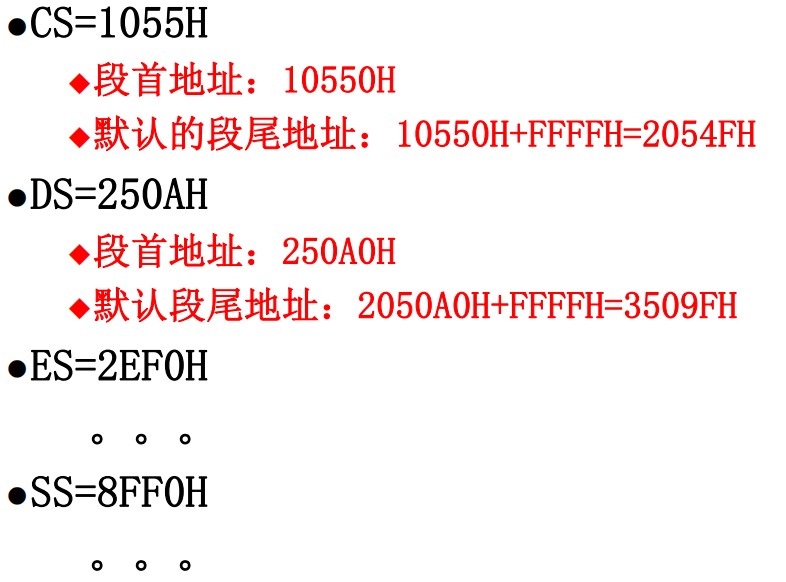 ●CS=1055H
◆段首地址：10550H
◆默认的段尾地址：10550H+FFFFH=2054FH
●DS=250AH
◆段首地址：250A0H
◆默认段尾地址：2050A0H+FFFFH=3509FH
●ES=2EF0H
。。。
●SS=8FF0H
。。。